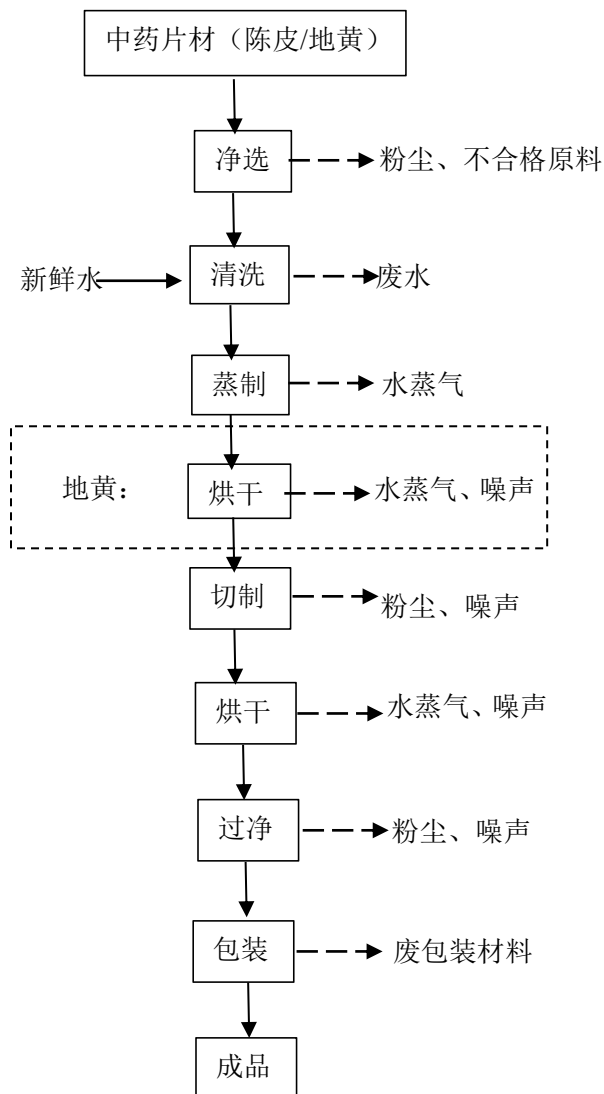 中药片材（陈皮/地黄）
净选
粉尘、不合格原料
新鲜水
清洗
废水
蒸制
水蒸气
地黄：
烘干
水蒸气、噪声
切制
粉尘、噪声
烘干
水蒸气、噪声
过净
粉尘、噪声
包装
废包装材料
成品